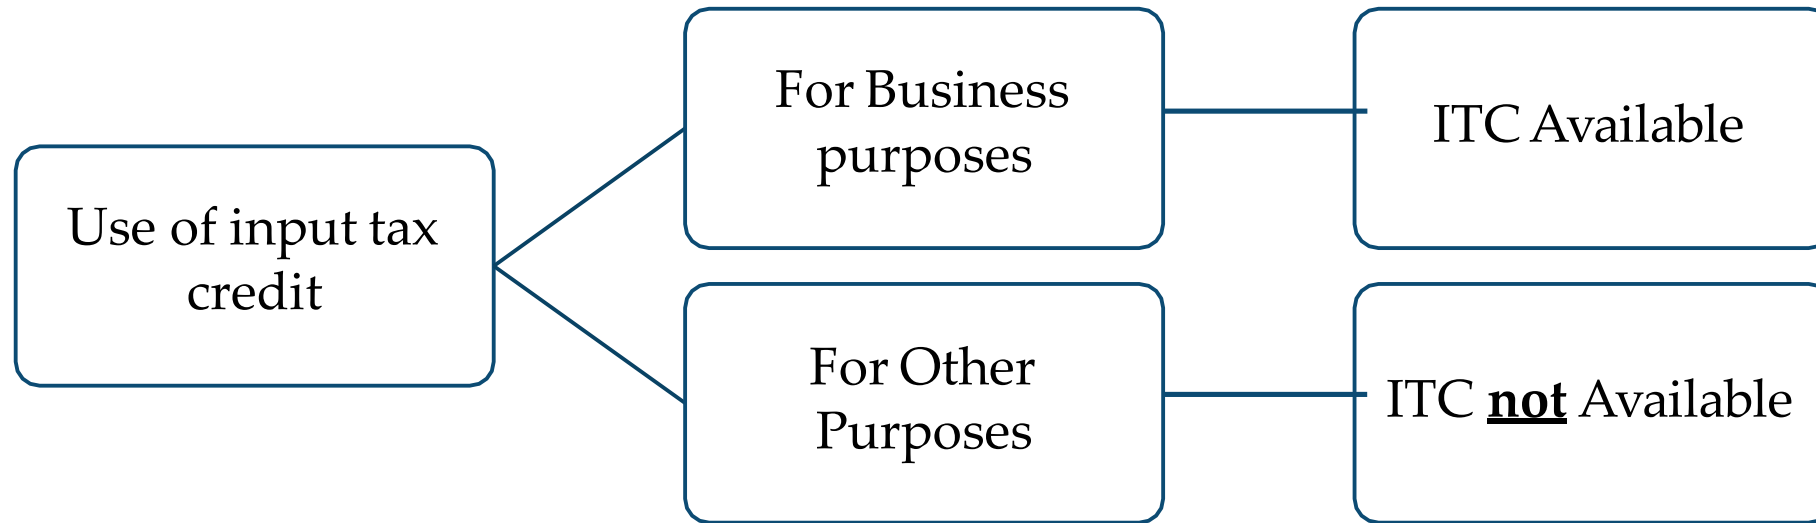 Use of input tax
credit
For Business
purposes
ITC Available
For Other
Purposes
ITC not Available